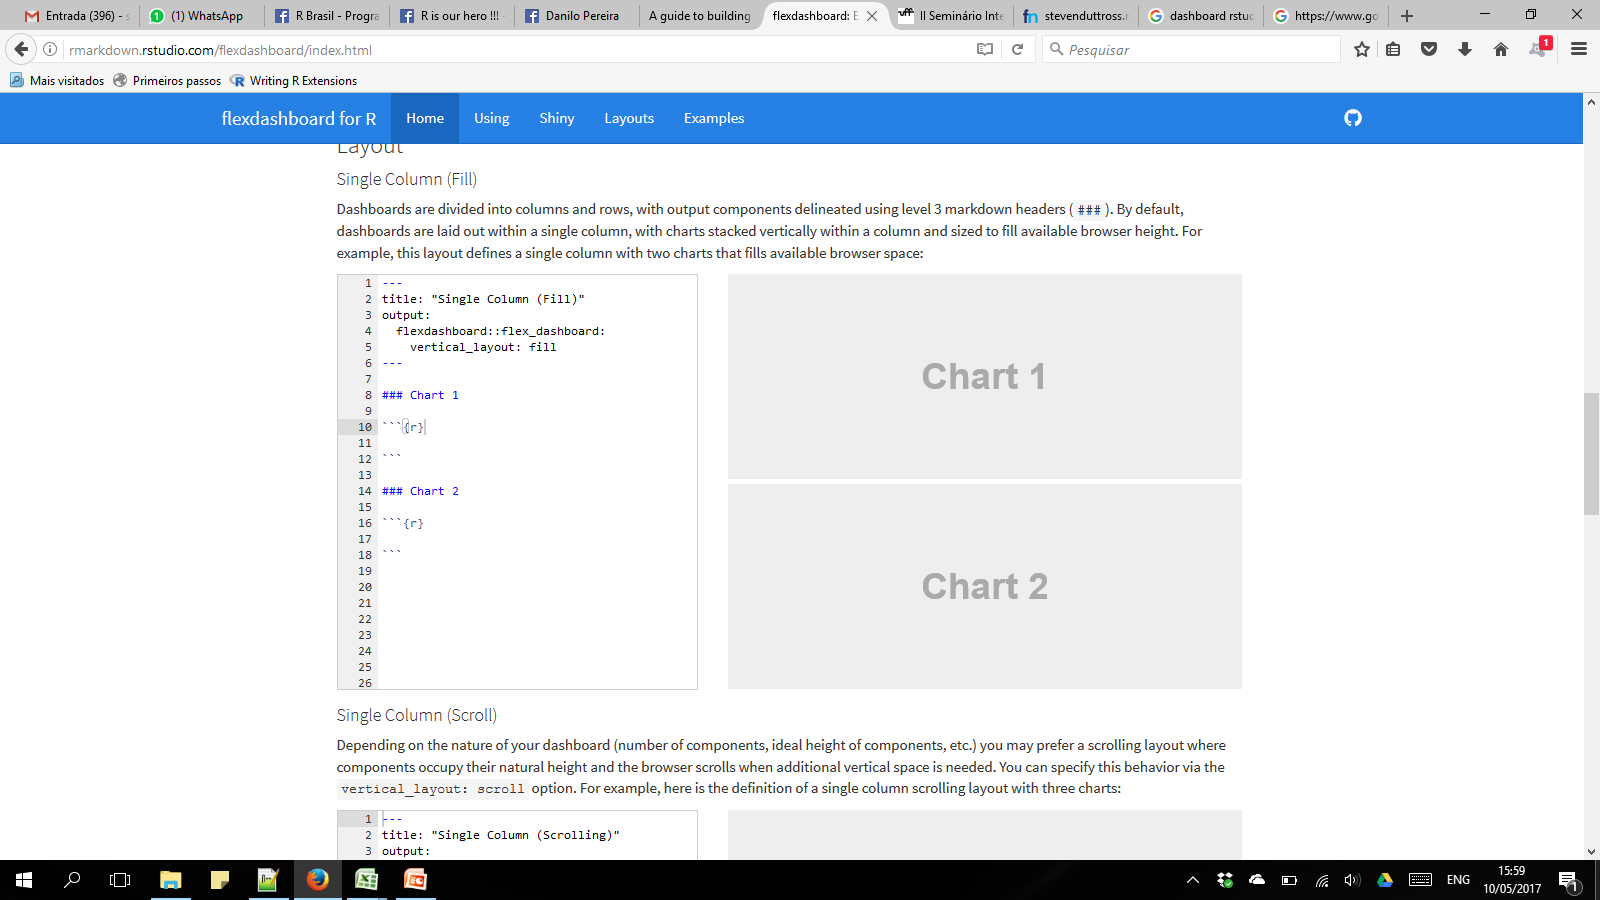 Entrada (396) - s
(1) WhatsApp
R Brasil - Progra
R is our hero !!! 
Danilo Pereira
A guide to building
flexdashboard: E
II Seminário Inte
stevenduttross.r
dashboard rstud
https://www.go
rmarkdown.rstudio.com/flexdashboard/index.html
Pesquisar
1
Mais visitados
Primeiros passos
Writing R Extensions
flexdashboard for R
Home
Using
Shiny
Layouts
Examples
Layout
Single Column (Fill)
Dashboards are divided into columns and rows, with output components delineated using level 3 markdown headers ( ### ). By default,
dashboards are laid out within a single column, with charts stacked vertically within a column and sized to fill available browser height. For
example, this layout defines a single column with two charts that fills available browser space:
1 ---
2 title: "Single Column (Fill)"
3 output:
4   flexdashboard::flex_dashboard:
5     vertical_layout: fill
6 ---
7
8 ### Chart 1
9
10 ```{r}
11
12 ```
13
14 ### Chart 2
15
16 ```{r}
17
18 ```
19
20
21
22
23
24
25
26
Chart 1
Chart 2
Single Column (Scroll)
Depending on the nature of your dashboard (number of components, ideal height of components, etc.) you may prefer a scrolling layout where
components occupy their natural height and the browser scrolls when additional vertical space is needed. You can specify this behavior via the
vertical_layout: scroll option. For example, here is the definition of a single column scrolling layout with three charts:
1 ---
2 title: "Single Column (Scrolling)"
3 output:
ENG
15:59
10/05/2017
1